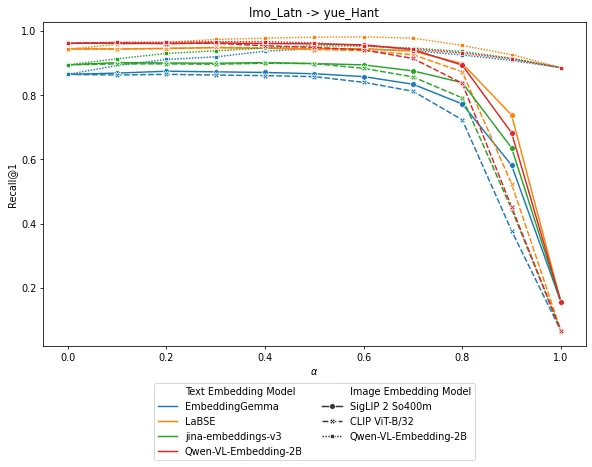 lmo_Latn -> yue_Hant
1.0
0.8
0.6
0.4
0.2
Recall@1
0.0 0.2 0.4 0.6 0.8 1.0
α
Text Embedding Model Image Embedding Model
EmbeddingGemma SigLIP 2 So400m
LaBSE CLIP ViT-B/32
jina-embeddings-v3 Qwen-VL-Embedding-2B
Qwen-VL-Embedding-2B